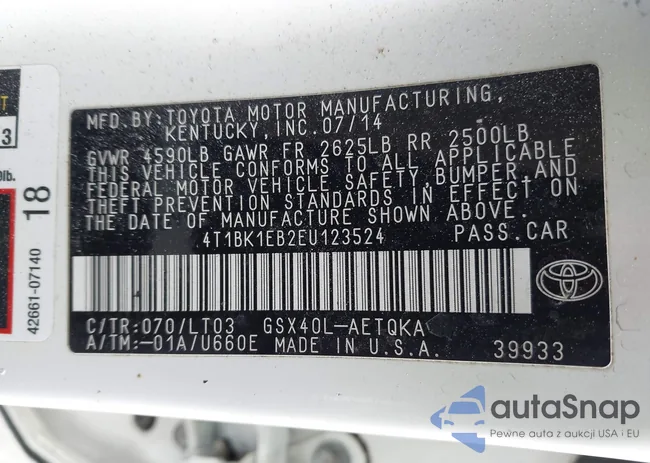 MFD. BY: TOYOTA MOTOR MANUFACTURING,
KENTUCKY, INC. 07/14
GVWR 4590LB GAWR FR 2625LB RR 2500LB
THIS VEHICLE CONFORMS TO ALL APPLICABLE
FEDERAL MOTOR VEHICLE SAFETY, BUMPER, AND
THEFT PREVENTION STANDARDS IN EFFECT ON
THE DATE OF MANUFACTURE SHOWN ABOVE.
4T1BK1EB2EU123524 PASS. CAR
C/TR: 070/LT03 GSX40L-AETQKA
A/TM:-01A/U660E MADE IN U.S.A. 39933
T
3
lb.
18
42661-07140
autaSnap
Pewne auta z aukcji USA i EU